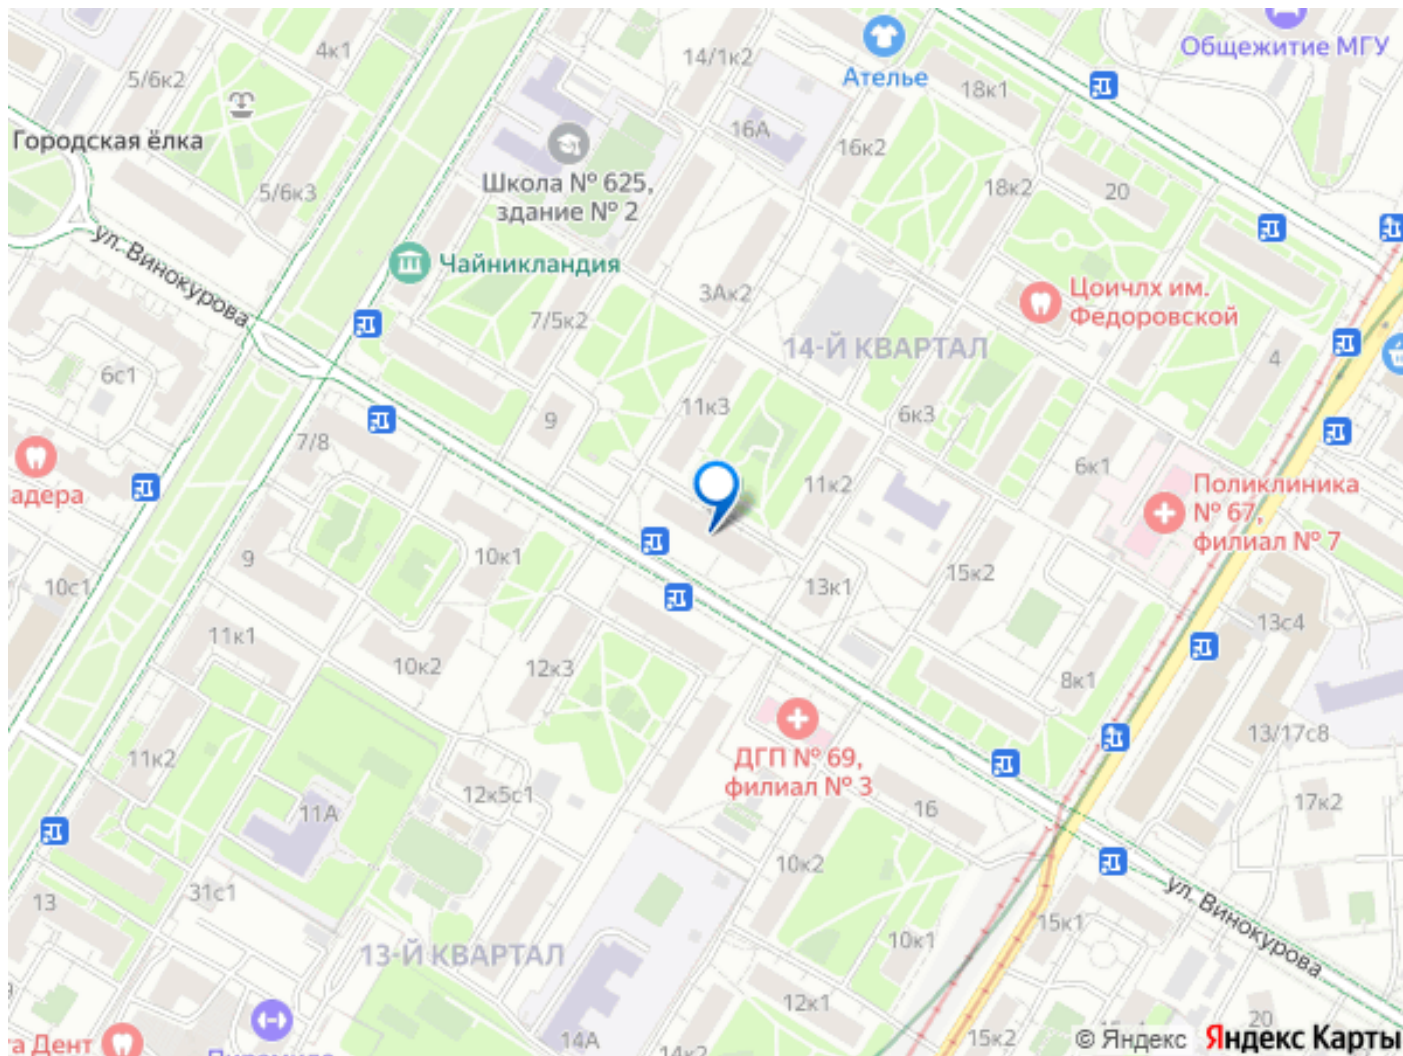 4к1
5/6к2
14/1к2
Ателье
18к1
Общежитие МГУ
Городская ёлка
16А
16к2
5/6к3
Школа № 625,
здание № 2
18к2
20
ул. Винокурова
Чайникландия
3Ак2
Цоичлх им.
Федоровской
7/5к2
14-Й КВАРТАЛ
4
6с1
11к3
6к3
9
7/8
6к1
адера
11к2
Поликлиника
№ 67,
филиал № 7
9
10к1
10с1
15к2
13к1
13с4
11к1
10к2
12к3
8к1
13/17с8
11к2
ДГП № 69,
филиал № 3
12к5с1
11А
16
17к2
10к2
31с1
13
ул. Винокурова
15к1
10к1
13-Й КВАРТАЛ
12к1
20
та Дент
14А
14к2
15к2
© Яндекс Яндекс Карты